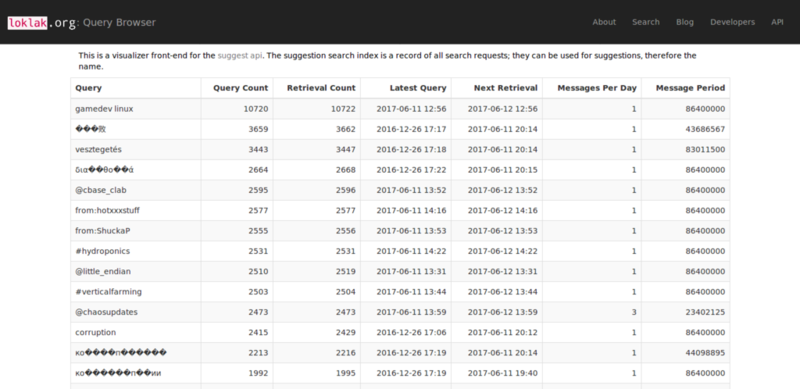 loklak.org: Query Browser About Search Blog Developers API
This is a visualizer front-end for the suggest api. The suggestion search index is a record of all search requests; they can be used for suggestions, therefore the
name.
Query Query Count Retrieval Count Latest Query Next Retrieval Messages Per Day Message Period
gamedev linux 10720 10722 2017-06-11 12:56 2017-06-12 12:56 1 86400000
���败 3659 3662 2016-12-26 17:17 2017-06-11 20:14 1 43686567
vesztegetés 3443 3447 2016-12-26 17:18 2017-06-11 20:14 1 83011500
δια��θο��ά 2664 2668 2016-12-26 17:22 2017-06-11 20:15 1 86400000
@cbase_clab 2595 2596 2017-06-11 13:52 2017-06-12 13:52 1 86400000
from:hotxxxstuff 2577 2577 2017-06-11 14:16 2017-06-12 14:16 1 86400000
from:ShuckaP 2555 2556 2017-06-11 13:53 2017-06-12 13:53 1 86400000
#hydroponics 2531 2531 2017-06-11 14:22 2017-06-12 14:22 1 86400000
@little_endian 2510 2519 2017-06-11 13:31 2017-06-12 13:31 1 86400000
#verticalfarming 2503 2504 2017-06-11 13:44 2017-06-12 13:44 1 86400000
@chaosupdates 2473 2473 2017-06-11 13:59 2017-06-12 13:59 3 23402125
corruption 2415 2429 2016-12-26 17:06 2017-06-11 20:12 1 86400000
ко����п������ 2213 2216 2016-12-26 17:19 2017-06-11 20:14 1 44098895
ко������п��ии 1992 1995 2016-12-26 17:19 2017-06-11 19:40 1 86400000